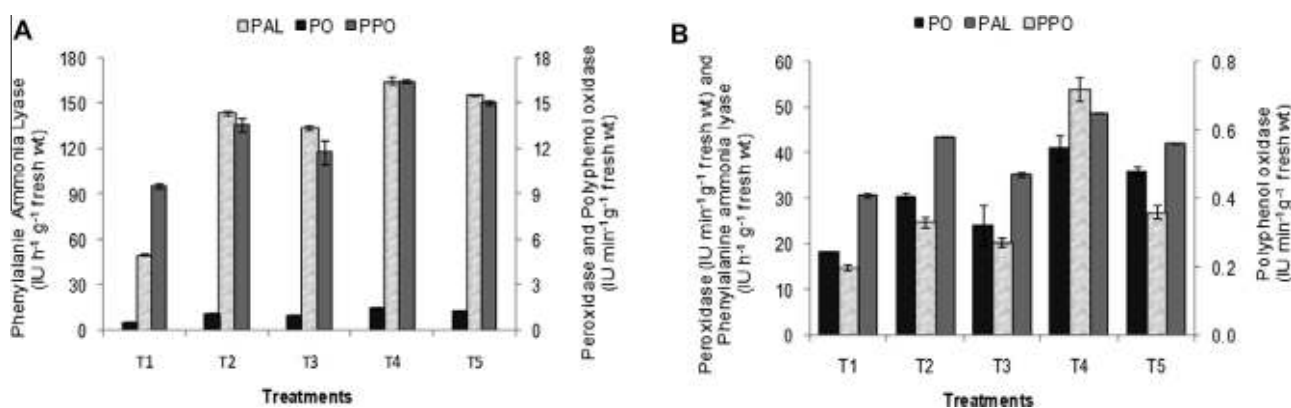 A
□PAL ■PO ■PPO
Phenylalanie Ammonia Lyase
(IU h⁻¹ g⁻¹ fresh wt)
180
150
120
90
60
30
0
18
15
12
9
6
3
0
Peroxidase and Polyphenol oxidase
(IU min⁻¹g⁻¹ fresh wt)
T1 T2 T3 T4 T5
Treatments
B
■PO ■PAL □PPO
Peroxidase (IU min⁻¹g⁻¹ fresh wt) and
Phenylalanine ammonia lyase
(IU h⁻¹ g⁻¹ fresh wt)
60
50
40
30
20
10
0
0.8
0.6
0.4
0.2
0.0
Polyphenol oxidase
(IU min⁻¹g⁻¹ fresh wt)
T1 T2 T3 T4 T5
Treatments